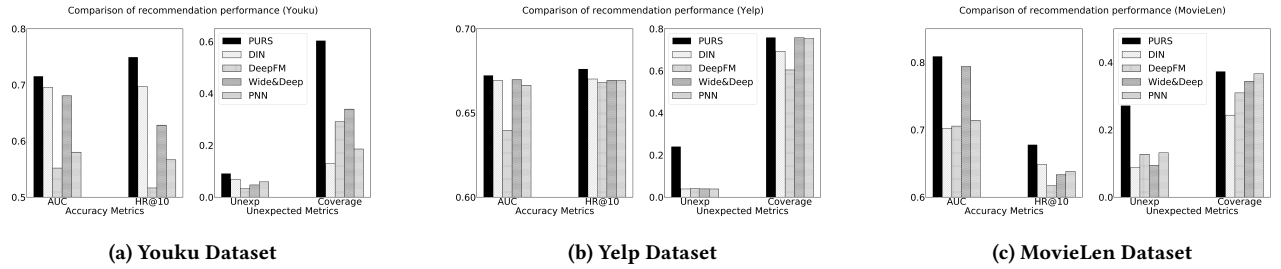 Comparison of recommendation performance (Youku)
0.8
0.7
0.6
0.5
AUC
HR@10
Accuracy Metrics
0.6
0.4
0.2
0.0
PURS
DIN
DeepFM
Wide&Deep
PNN
Unexp
Coverage
Unexpected Metrics
(a) Youku Dataset
Comparison of recommendation performance (Yelp)
0.70
0.65
0.60
AUC
HR@10
Accuracy Metrics
0.8
0.6
0.4
0.2
0.0
PURS
DIN
DeepFM
Wide&Deep
PNN
Unexp
Coverage
Unexpected Metrics
(b) Yelp Dataset
Comparison of recommendation performance (MovieLen)
0.8
0.7
0.6
AUC
HR@10
Accuracy Metrics
0.4
0.2
0.0
PURS
DIN
DeepFM
Wide&Deep
PNN
Unexp
Coverage
Unexpected Metrics
(c) MovieLen Dataset